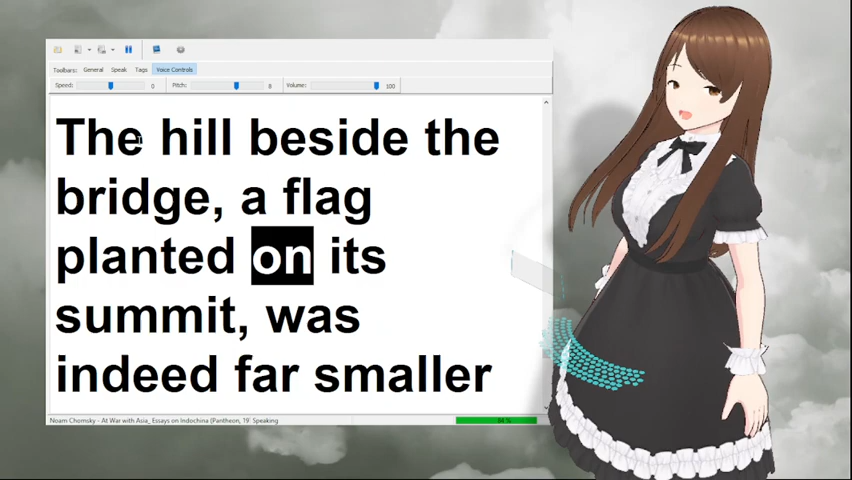 Toolbars: General Speak Tags Voice Controls
Speed: 0 Pitch: 8 Volume: 100
The hill beside the
bridge, a flag
planted on its
summit, was
indeed far smaller
Noam Chomsky - At War with Asia_ Essays on Indochina (Pantheon, 19 Speaking 84 %